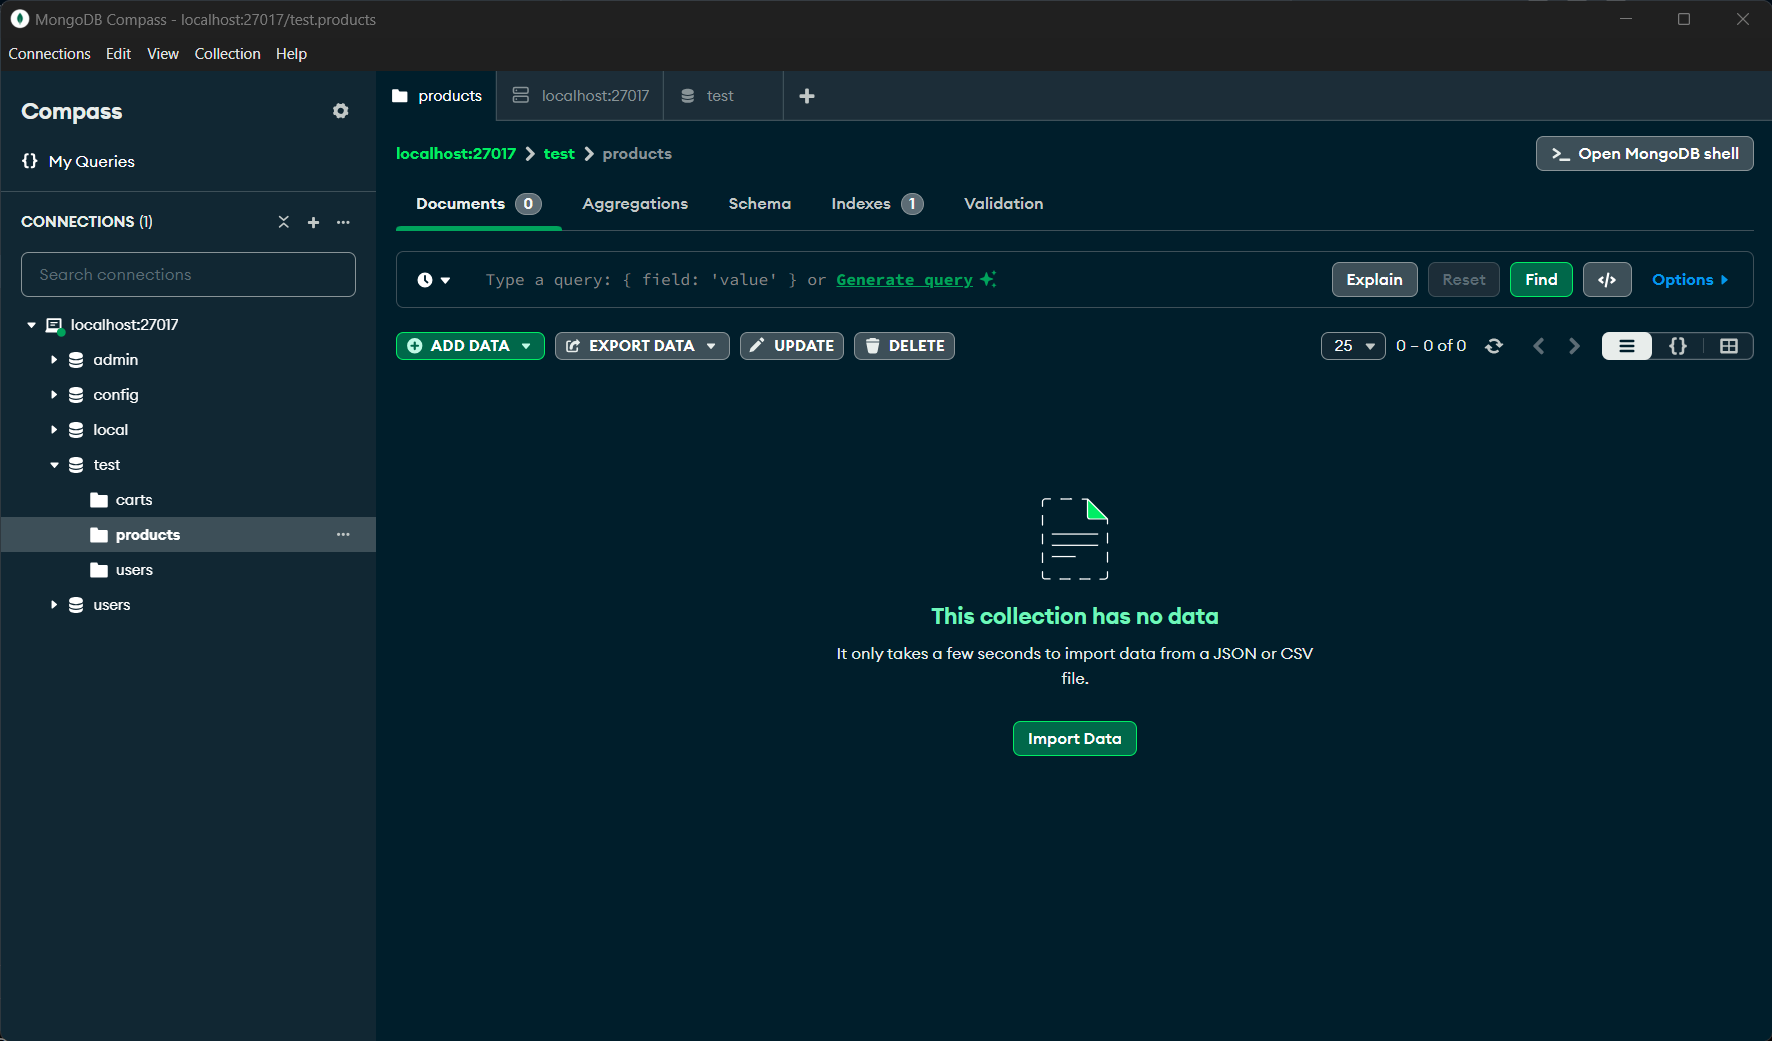 MongoDB Compass - localhost:27017/test.products
Connections Edit View Collection Help
Compass
{} My Queries
CONNECTIONS (1)
Search connections
localhost:27017
admin
config
local
test
carts
products
users
users
products localhost:27017 test
localhost:27017 > test > products
>_ Open MongoDB shell
Documents 0 Aggregations Schema Indexes 1 Validation
Type a query: { field: 'value' } or Generate query
Explain Reset Find </> Options
ADD DATA EXPORT DATA UPDATE DELETE
25 0 – 0 of 0 {}
This collection has no data
It only takes a few seconds to import data from a JSON or CSV
file.
Import Data